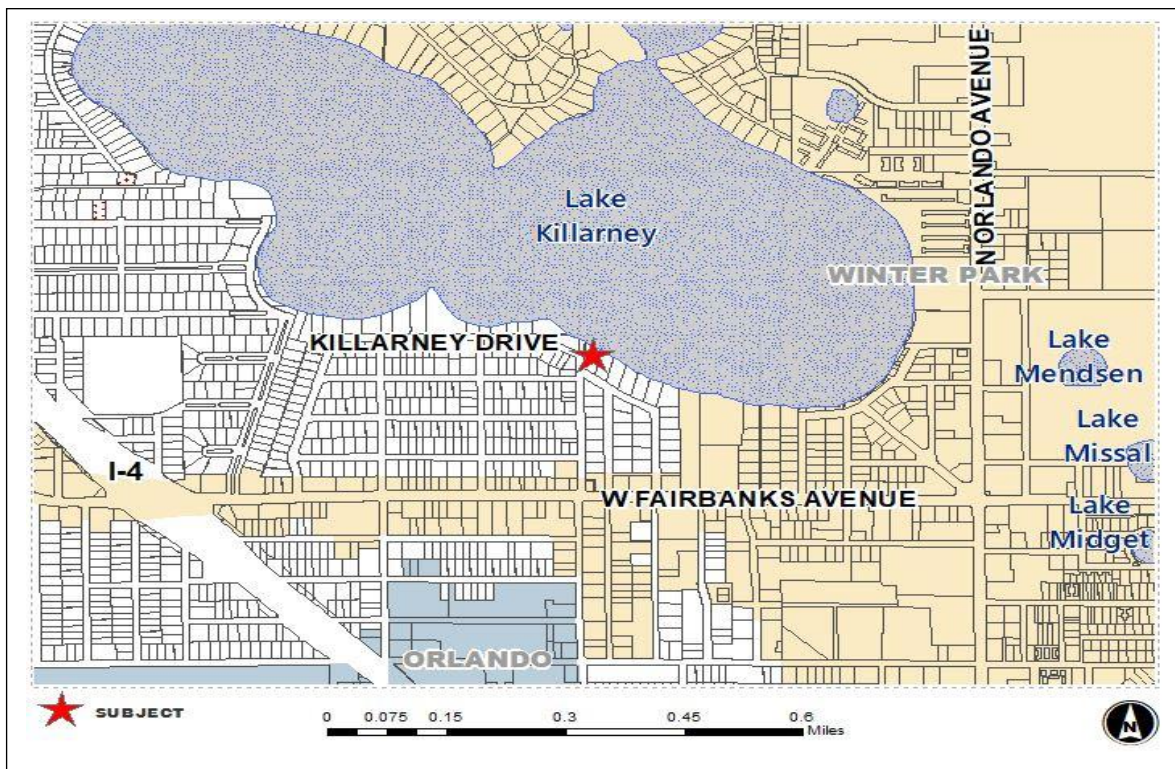 N ORLANDO AVENUE
Lake
Killarney
WINTER PARK
KILLARNEY DRIVE
Lake
Mendsen
Lake
Missal
I-4
W FAIRBANKS AVENUE
Lake
Midget
ORLANDO
SUBJECT
0 0.075 0.15 0.3 0.45 0.6
Miles
N